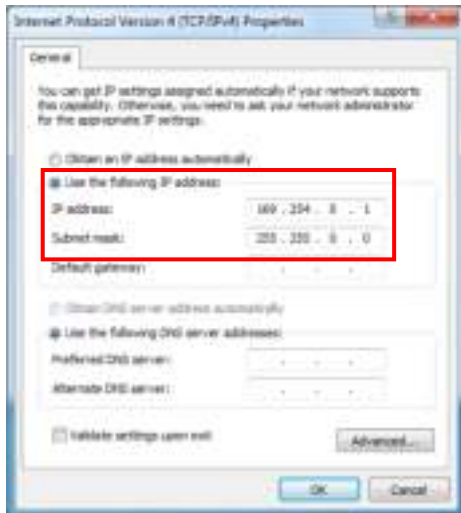 Internet Protocol Version 4 (TCP/IPv4) Properties
General
You can get IP settings assigned automatically if your network supports
this capability. Otherwise, you need to ask your network administrator
for the appropriate IP settings.
Obtain an IP address automatically
Use the following IP address:
IP address: 169 . 254 . 0 . 1
Subnet mask: 255 . 255 . 0 . 0
Default gateway: . . .
Obtain DNS server address automatically
Use the following DNS server addresses:
Preferred DNS server: . . .
Alternate DNS server: . . .
Validate settings upon exit
Advanced...
OK Cancel